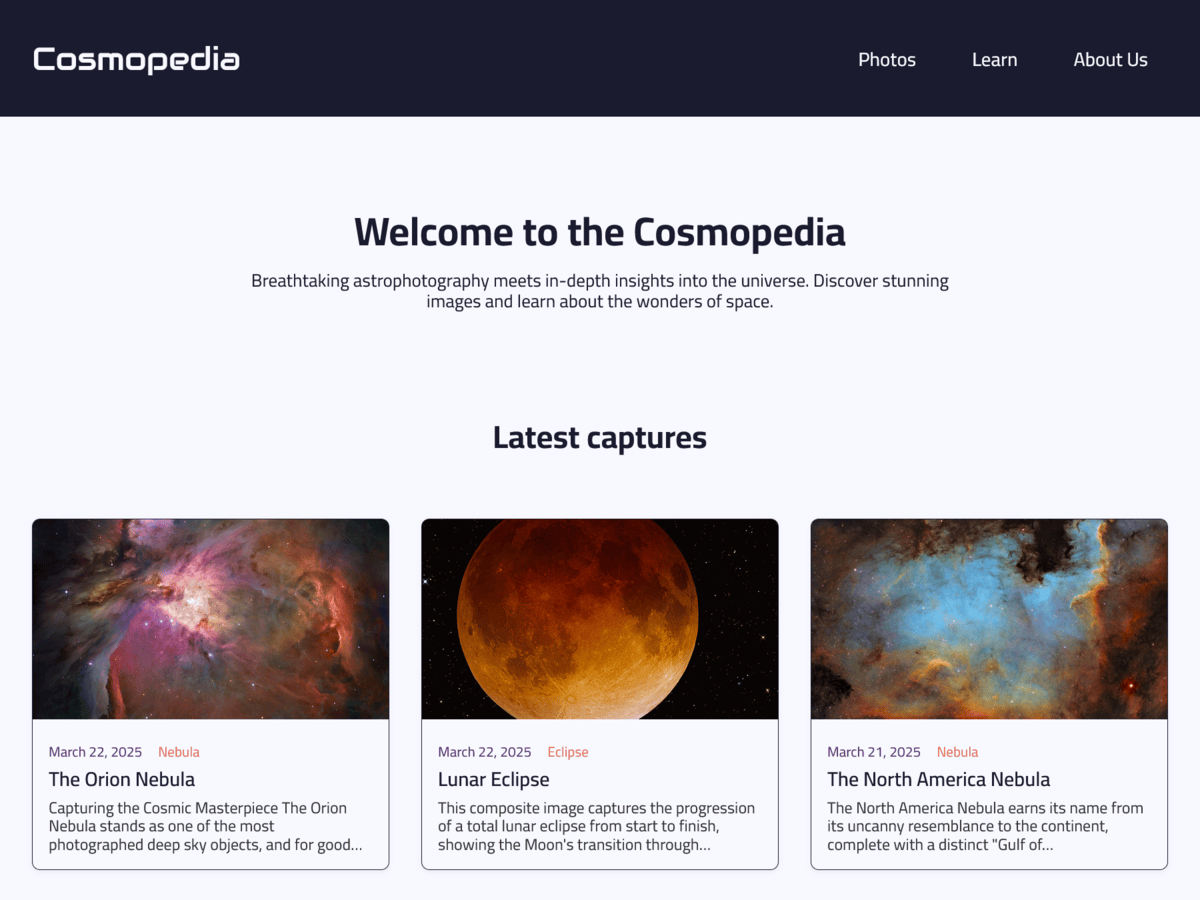 Cosmopedia
Photos
Learn
About Us
Welcome to the Cosmopedia
Breathtaking astrophotography meets in-depth insights into the universe. Discover stunning
images and learn about the wonders of space.
Latest captures
March 22, 2025 Nebula
The Orion Nebula
Capturing the Cosmic Masterpiece The Orion
Nebula stands as one of the most
photographed deep sky objects, and for good...
March 22, 2025 Eclipse
Lunar Eclipse
This composite image captures the progression
of a total lunar eclipse from start to finish,
showing the Moon's transition through...
March 21, 2025 Nebula
The North America Nebula
The North America Nebula earns its name from
its uncanny resemblance to the continent,
complete with a distinct "Gulf of...